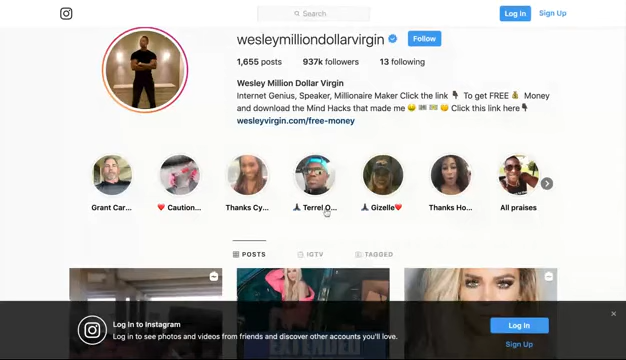 Search
Log In
Sign Up
wesleymilliondollarvirgin
Follow
1,655 posts
937k followers
13 following
Wesley Million Dollar Virgin
Internet Genius, Speaker, Millionaire Maker Click the link 👇🏿 To get FREE 💰 Money
and download the Mind Hacks that made me Click this link here👇🏿
wesleyvirgin.com/free-money
Grant Car...
❤️ Caution...
Thanks Cy...
🙏🏿 Terrel O...
🙏🏿 Gizelle❤️
Thanks Ho...
All praises
POSTS
IGTV
TAGGED
Log In to Instagram
Log in to see photos and videos from friends and discover other accounts you'll love.
Log In
Sign Up